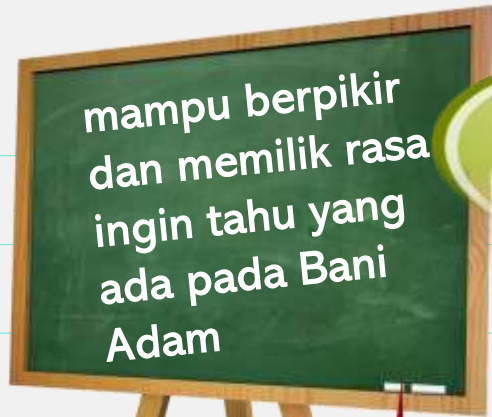 mampu berpikir
dan memilik rasa
ingin tahu yang
ada pada Bani
Adam